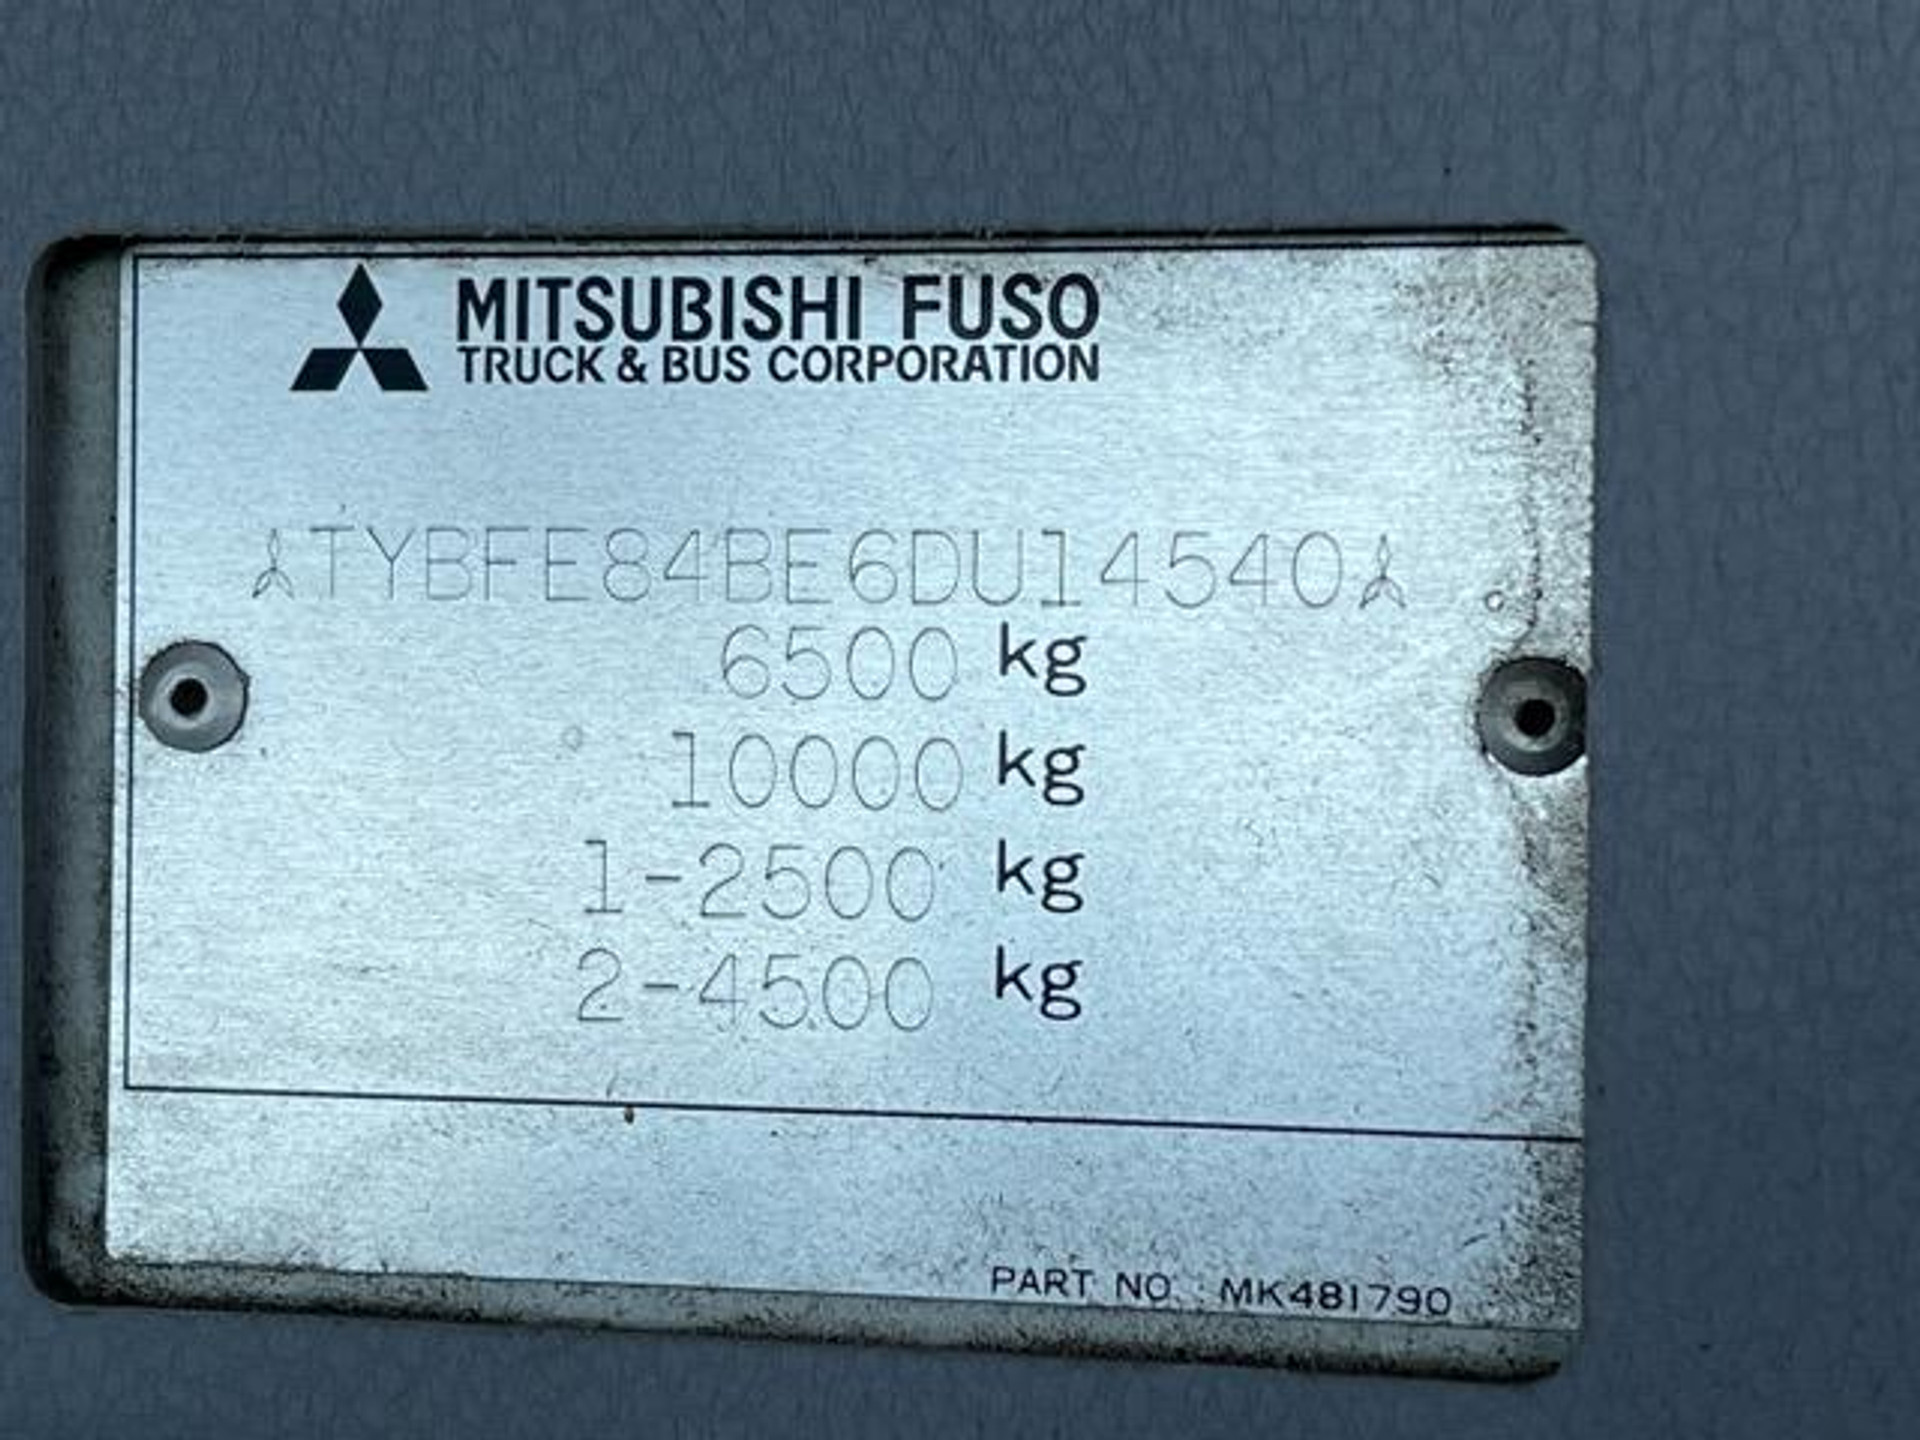 MITSUBISHI FUSO
TRUCK & BUS CORPORATION
TYBFE84BE6DU14540
6500 kg
10000 kg
1-2500 kg
2-4500 kg
PART NO. : MK481790